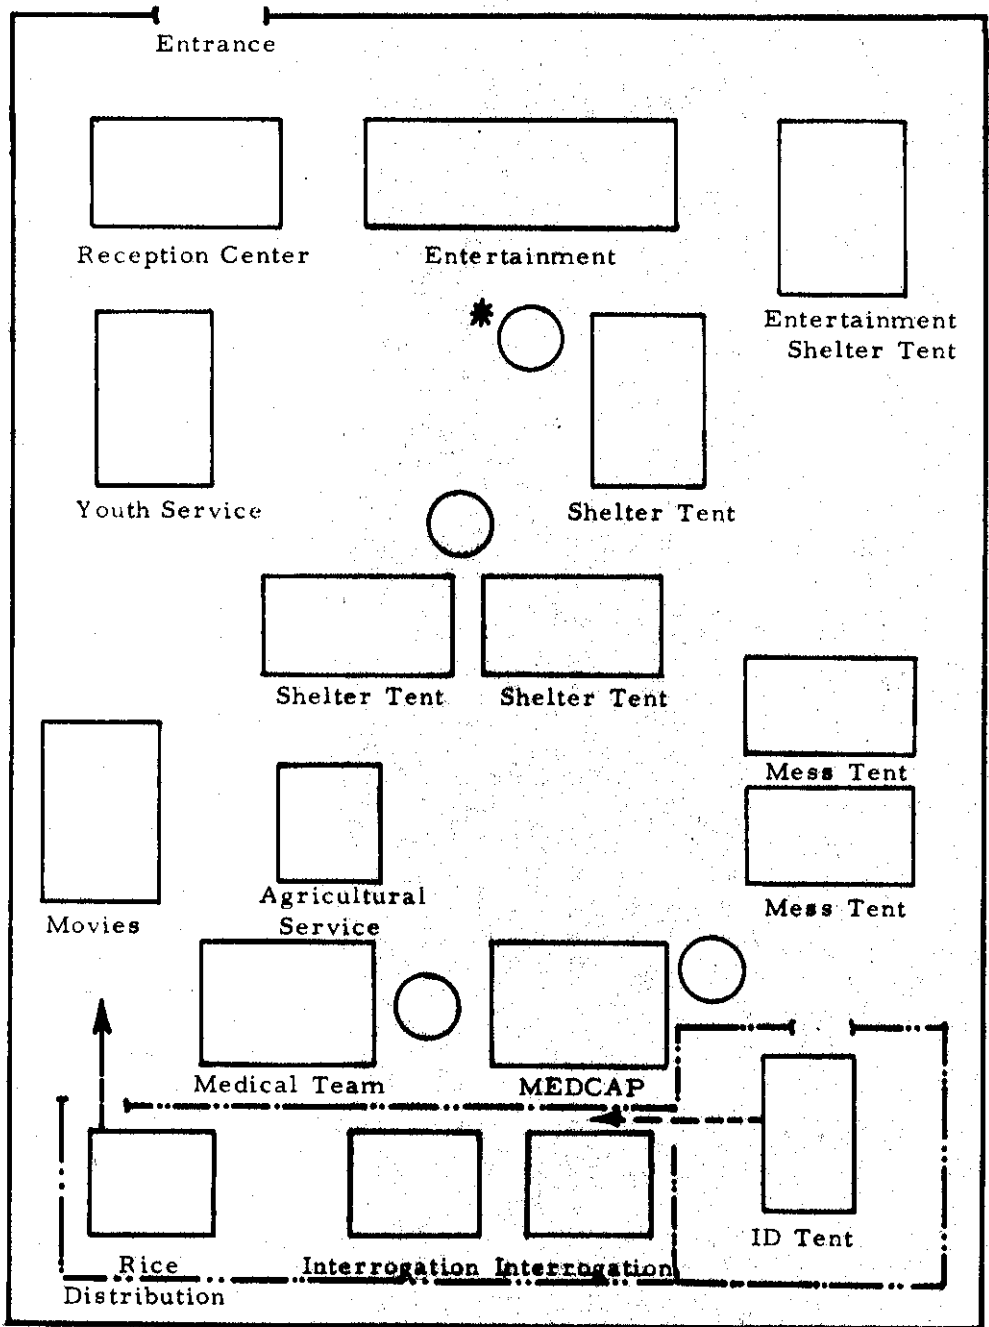 Entrance
Reception Center
Entertainment
Entertainment
Shelter Tent
*
Youth Service
Shelter Tent
Shelter Tent
Shelter Tent
Mess Tent
Mess Tent
Movies
Agricultural
Service
Medical Team
MEDCAP
ID Tent
Rice
Distribution
Interrogation
Interrogation